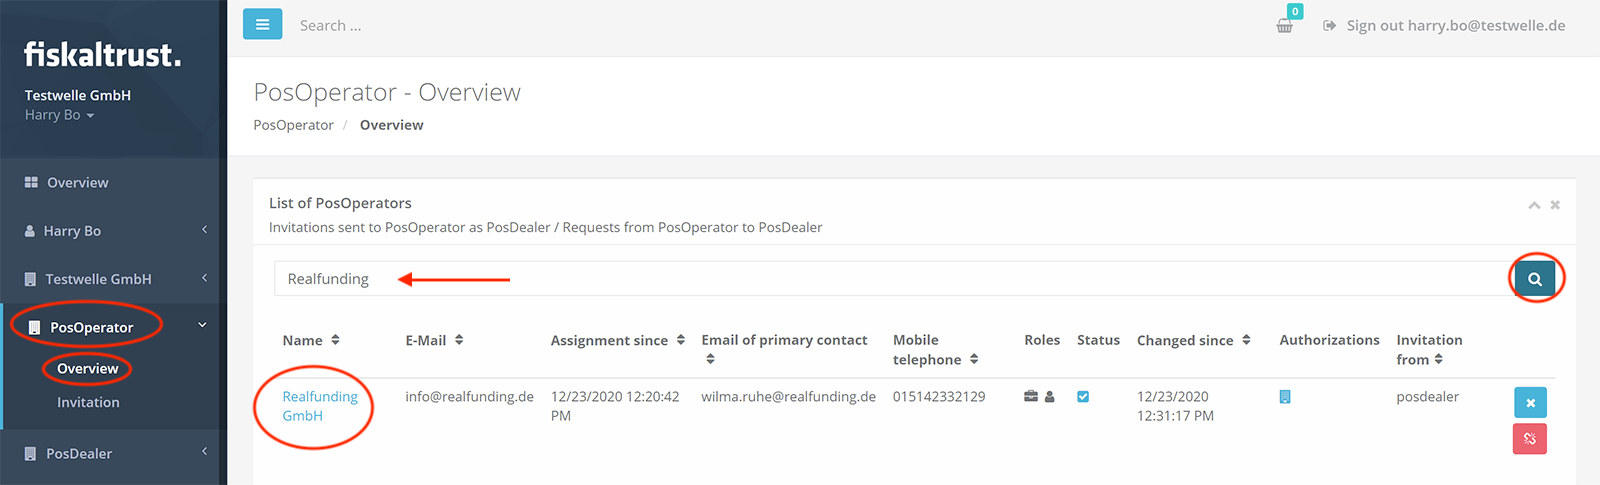 fiskaltrust.
Testwelle GmbH
Harry Bo
Overview
Harry Bo
Testwelle GmbH
PosOperator
Overview
Invitation
PosDealer
Search ...
0
Sign out harry.bo@testwelle.de
PosOperator - Overview
PosOperator / Overview
List of PosOperators
Invitations sent to PosOperator as PosDealer / Requests from PosOperator to PosDealer
Realfunding
Name E-Mail Assignment since Email of primary contact Mobile telephone Roles Status Changed since Authorizations Invitation from
Realfunding GmbH info@realfunding.de 12/23/2020 12:20:42 PM wilma.ruhe@realfunding.de 015142332129 12/23/2020 12:31:17 PM posdealer